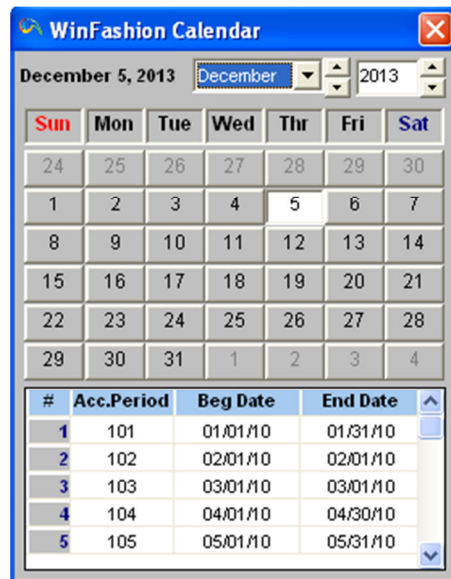 WinFashion Calendar
December 5, 2013 December 2013
Sun Mon Tue Wed Thr Fri Sat
24 25 26 27 28 29 30
1 2 3 4 5 6 7
8 9 10 11 12 13 14
15 16 17 18 19 20 21
22 23 24 25 26 27 28
29 30 31 1 2 3 4
# Acc.Period Beg Date End Date
1 101 01/01/10 01/31/10
2 102 02/01/10 02/01/10
3 103 03/01/10 03/01/10
4 104 04/01/10 04/30/10
5 105 05/01/10 05/31/10